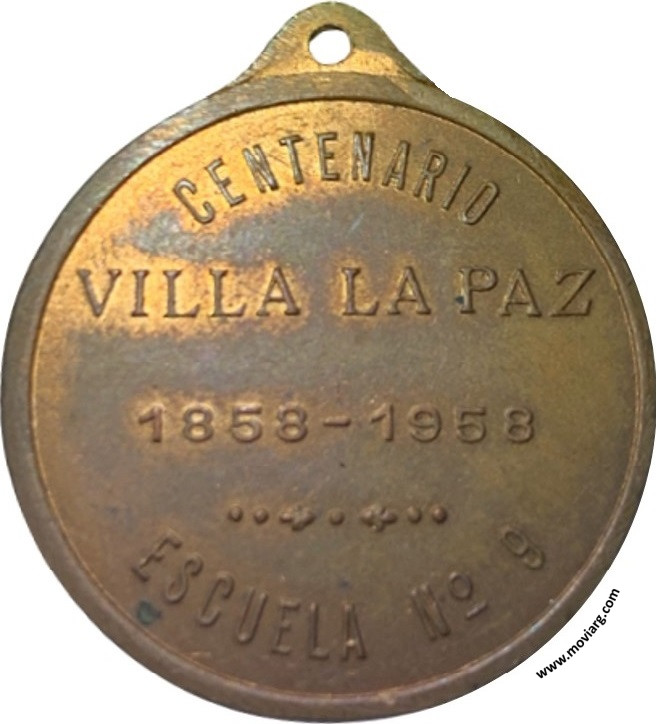 CENTENARIO
VILLA LA PAZ
1858-1958
ESCUELA Nº 9
www.moviarg.com